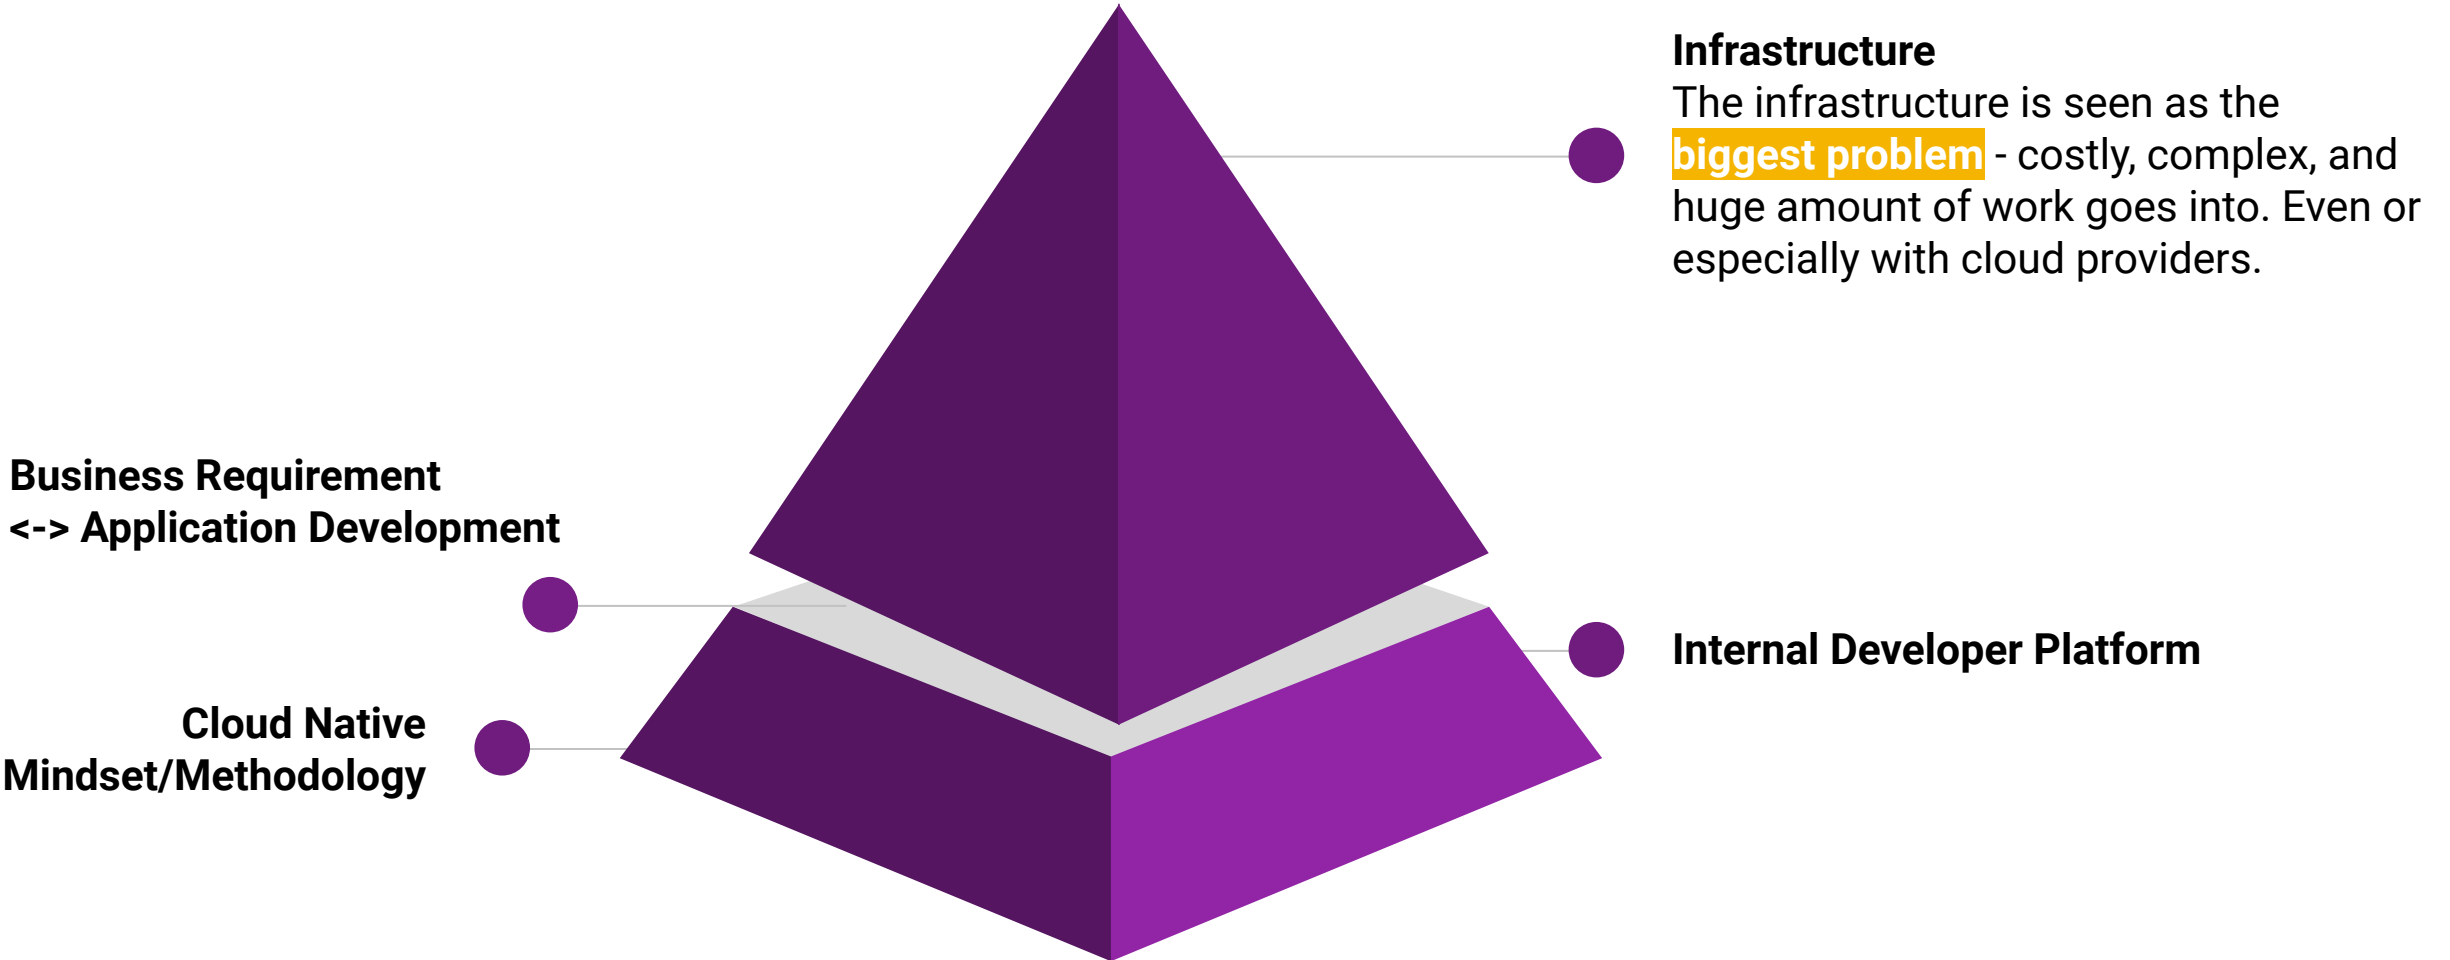 Infrastructure
The infrastructure is seen as the
biggest problem - costly, complex, and
huge amount of work goes into. Even or
especially with cloud providers.
Business Requirement
<-> Application Development
Internal Developer Platform
Cloud Native
Mindset/Methodology